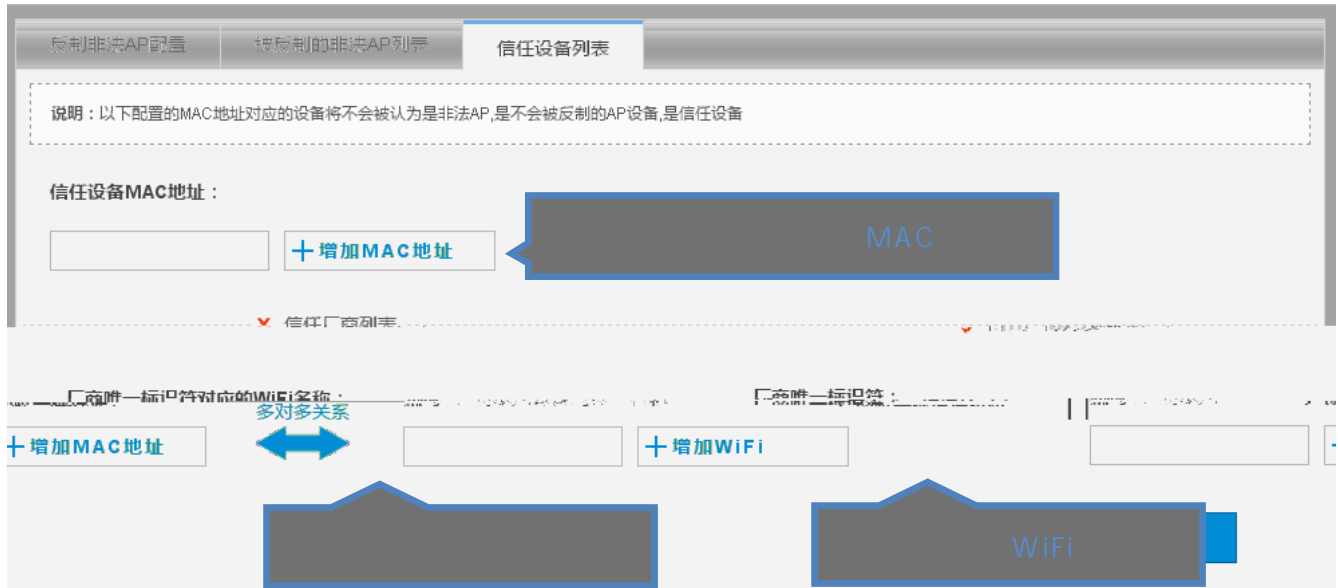 反制非法AP配置 被反制的非法AP列表 信任设备列表
说明：以下配置的MAC地址对应的设备将不会被认为是非法AP,是不会被反制的AP设备,是信任设备
信任设备MAC地址：
＋增加MAC地址
MAC
信任厂商列表
厂商唯一标识符对应的WiFi名称： 厂商唯一标识符：
多对多关系
＋增加MAC地址 ＋增加WiFi
WiFi